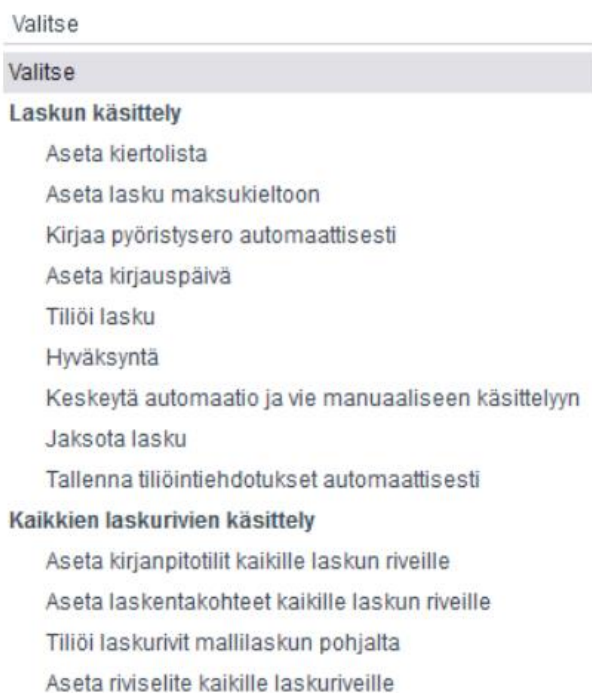 Valitse
Valitse
Laskun käsittely
Aseta kiertolista
Aseta lasku maksukieltoon
Kirjaa pyöristysero automaattisesti
Aseta kirjauspäivä
Tiliöi lasku
Hyväksyntä
Keskeytä automaatio ja vie manuaaliseen käsittelyyn
Jaksota lasku
Tallenna tiliöintiehdotukset automaattisesti
Kaikkien laskurivien käsittely
Aseta kirjanpitotilit kaikille laskun riveille
Aseta laskentakohteet kaikille laskun riveille
Tiliöi laskurivit mallilaskun pohjalta
Aseta riviselite kaikille laskuriveille